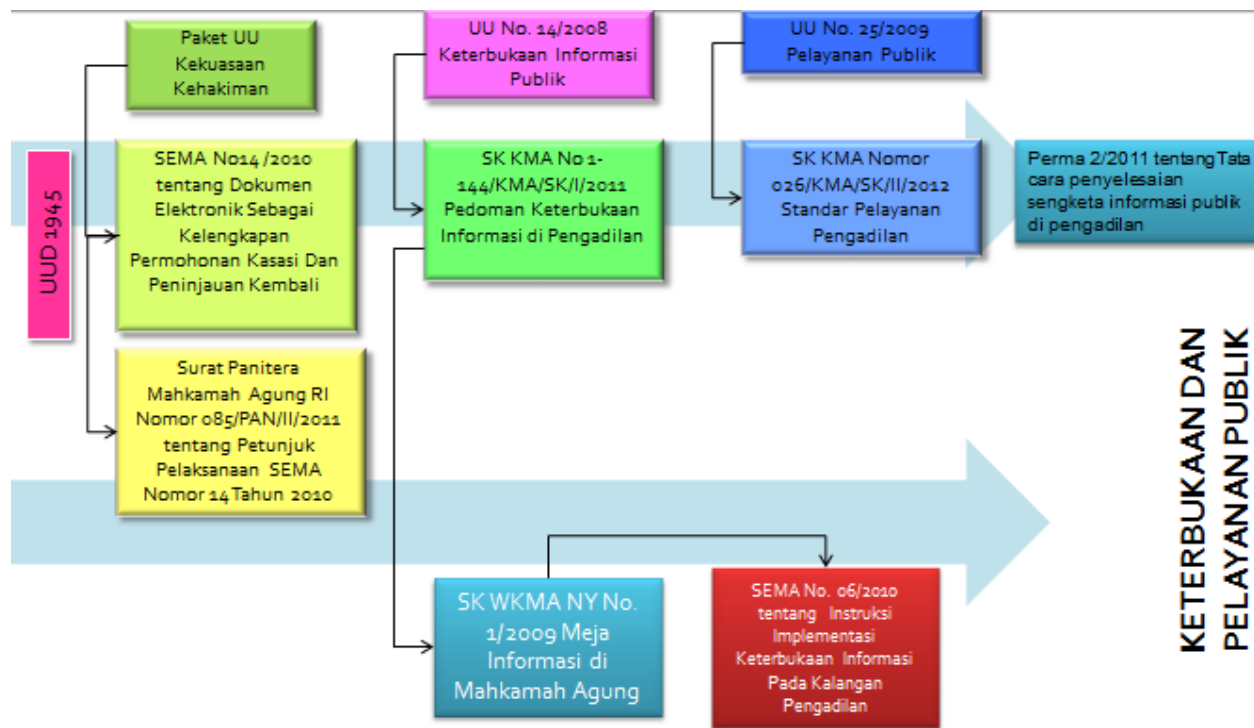 Paket UU
Kekuasaan
Kehakiman
UU No. 14/2008
Keterbukaan Informasi
Publik
UU No. 25/2009
Pelayanan Publik
UUD 1945
SEMA No14 /2010
tentang Dokumen
Elektronik Sebagai
Kelengkapan
Permohonan Kasasi Dan
Peninjauan Kembali
SK KMA No 1-
144/KMA/SK/I/2011
Pedoman Keterbukaan
Informasi di Pengadilan
SK KMA Nomor
026/KMA/SK/II/2012
Standar Pelayanan
Pengadilan
Perma 2/2011 tentang Tata
cara penyelesaian
sengketa informasi publik
di pengadilan
Surat Panitera
Mahkamah Agung RI
Nomor 085/PAN/II/2011
tentang Petunjuk
Pelaksanaan SEMA
Nomor 14 Tahun 2010
KETERBUKAAN DAN
PELAYANAN PUBLIK
SK WKMA NY No.
1/2009 Meja
Informasi di
Mahkamah Agung
SEMA No. 06/2010
tentang Instruksi
Implementasi
Keterbukaan Informasi
Pada Kalangan
Pengadilan